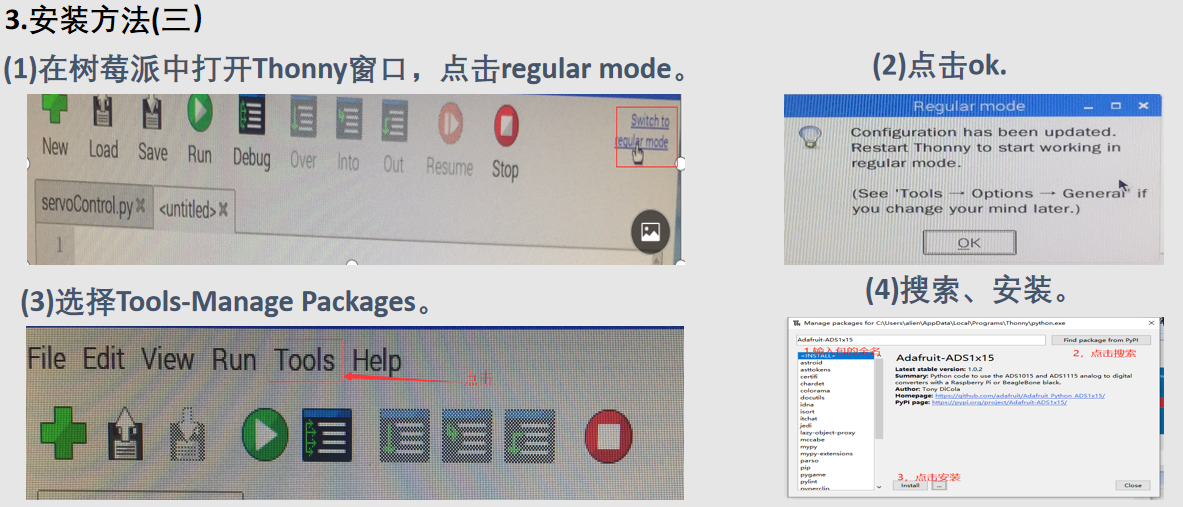 3.安装方法(三)
(1)在树莓派中打开Thonny窗口，点击regular mode。
New Load Save Run Debug Over Into Out Resume Stop
Switch to
regular mode
servoControl.py × <untitled> ×
1
(2)点击ok.
Regular mode
Configuration has been updated.
Restart Thonny to start working in
regular mode.
(See 'Tools → Options → General' if
you change your mind later.)
OK
(3)选择Tools-Manage Packages。
File Edit View Run Tools Help
点击
(4)搜索、安装。
Manage packages for C:\Users\alien\AppData\Local\Programs\Thonny\python.exe
Adafruit-ADS1x15
Find package from PyPI
1.输入包的全名
2，点击搜索
<INSTALL>
astroid
asttokens
certifi
chardet
colorama
docutils
idna
isort
itchat
jedi
lazy-object-proxy
mccabe
mypy
mypy-extensions
parso
pip
pygame
pylint
pyperclip
Adafruit-ADS1x15
Latest stable version: 1.0.2
Summary: Python code to use the ADS1015 and ADS1115 analog to digital
converters with a Raspberry Pi or BeagleBone black.
Author: Tony DiCola
Homepage: https://github.com/adafruit/Adafruit_Python_ADS1x15/
PyPI page: https://pypi.org/project/Adafruit-ADS1x15/
3，点击安装
Install ... Close